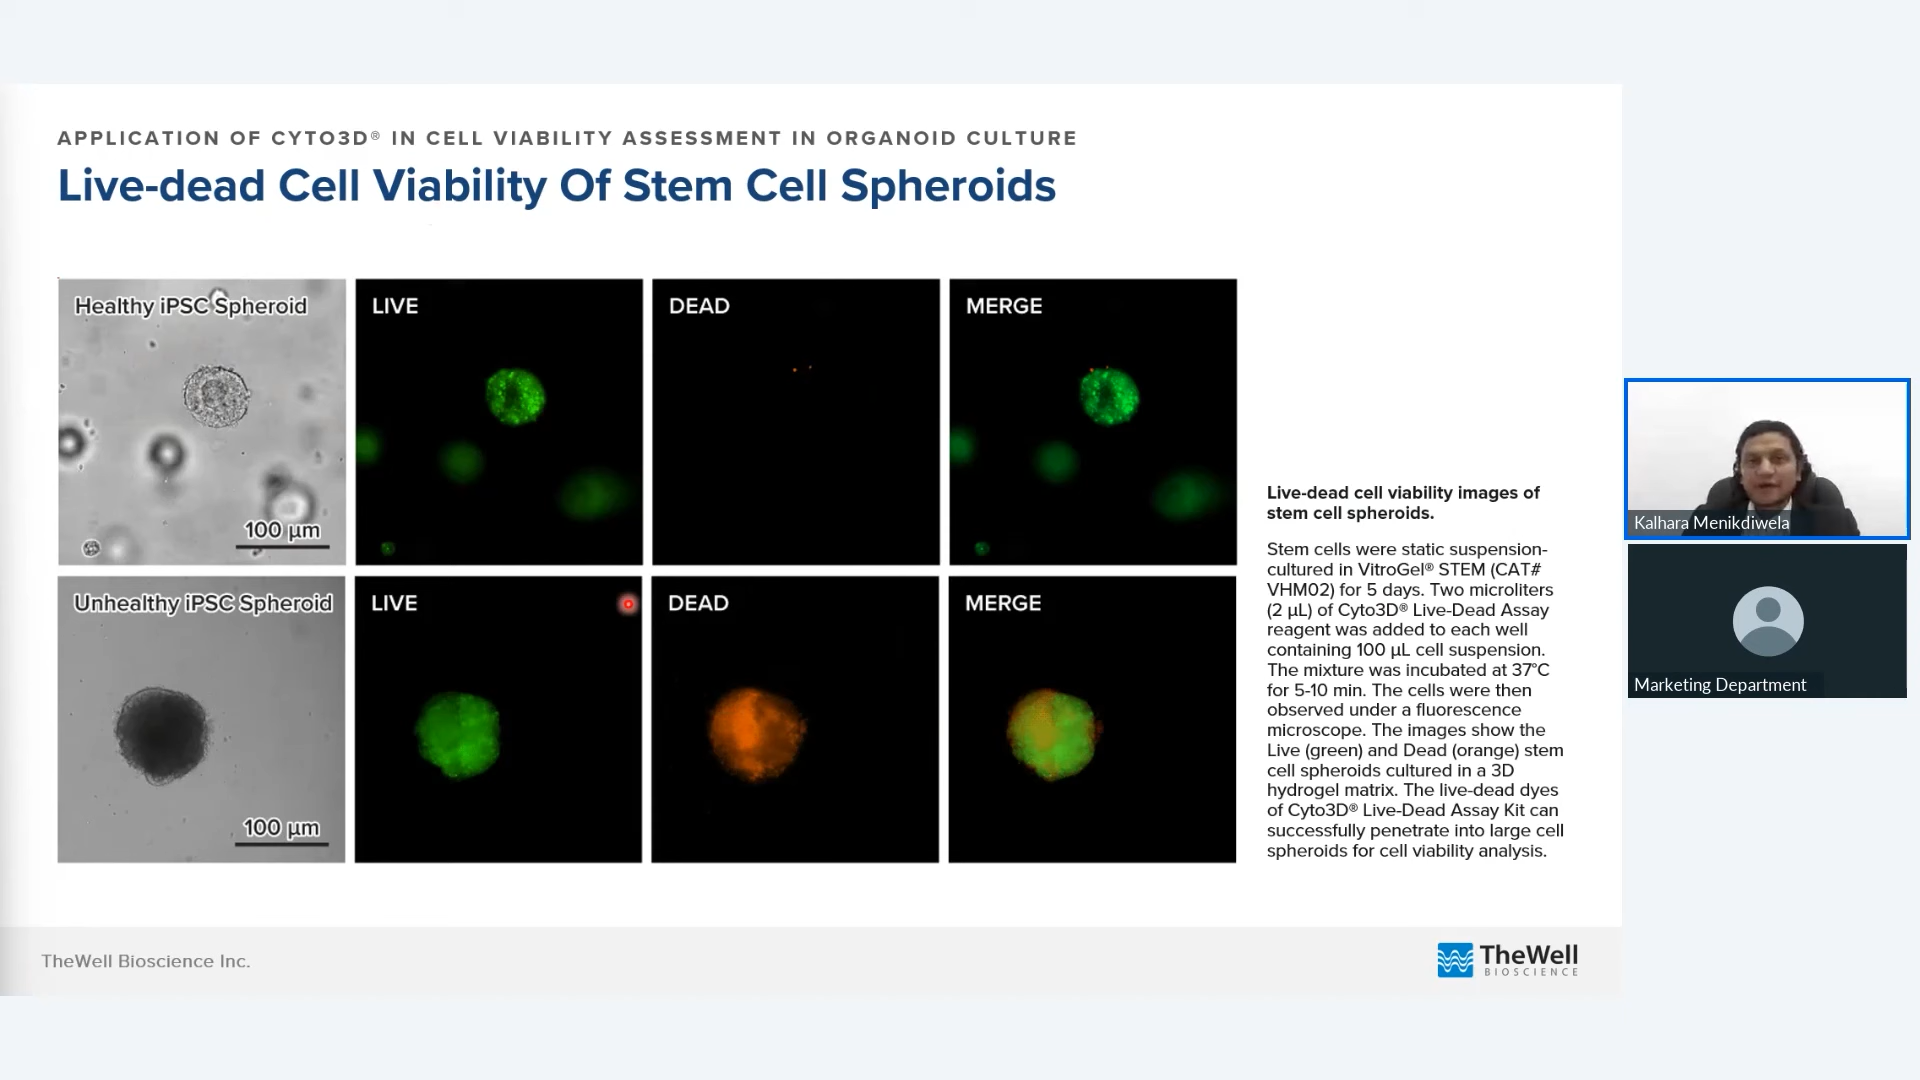 APPLICATION OF CYTO3D® IN CELL VIABILITY ASSESSMENT IN ORGANOID CULTURE
Live-dead Cell Viability Of Stem Cell Spheroids
Healthy iPSC Spheroid
100 µm
LIVE
DEAD
MERGE
Unhealthy iPSC Spheroid
100 µm
LIVE
DEAD
MERGE
Live-dead cell viability images of
stem cell spheroids.
Stem cells were static suspension-
cultured in VitroGel® STEM (CAT#
VHM02) for 5 days. Two microliters
(2 µL) of Cyto3D® Live-Dead Assay
reagent was added to each well
containing 100 µL cell suspension.
The mixture was incubated at 37°C
for 5-10 min. The cells were then
observed under a fluorescence
microscope. The images show the
Live (green) and Dead (orange) stem
cell spheroids cultured in a 3D
hydrogel matrix. The live-dead dyes
of Cyto3D® Live-Dead Assay Kit can
successfully penetrate into large cell
spheroids for cell viability analysis.
Kalhara Menikdiwela
Marketing Department
TheWell Bioscience Inc.
TheWell
BIOSCIENCE